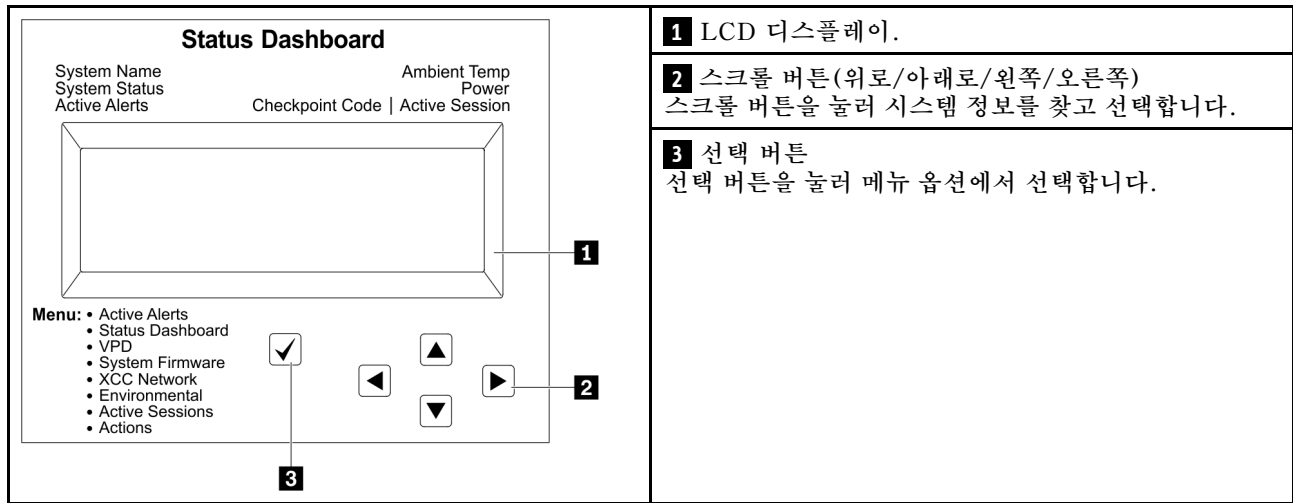 Status Dashboard
System Name
System Status
Active Alerts
Ambient Temp
Power
Checkpoint Code | Active Session
1
Menu: • Active Alerts
• Status Dashboard
• VPD
• System Firmware
• XCC Network
• Environmental
• Active Sessions
• Actions
2
3
1 LCD 디스플레이.
2 스크롤 버튼(위로/아래로/왼쪽/오른쪽)
스크롤 버튼을 눌러 시스템 정보를 찾고 선택합니다.
3 선택 버튼
선택 버튼을 눌러 메뉴 옵션에서 선택합니다.